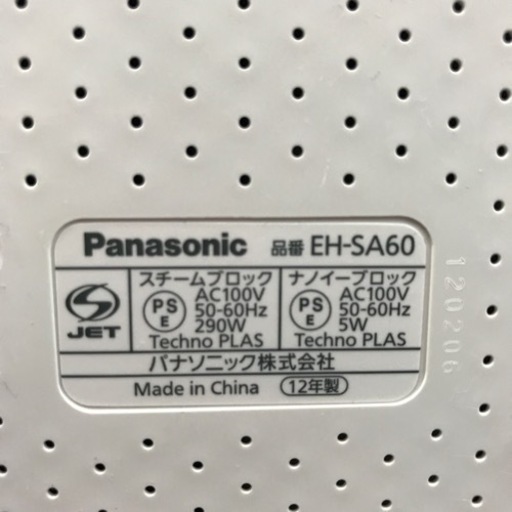 Panasonic 品番 EH-SA60
S JET
スチームブロック
PS E
AC100V
50-60Hz
290W
Techno PLAS
ナノイーブロック
PS E
AC100V
50-60Hz
5W
Techno PLAS
パナソニック株式会社
Made in China 12年製
120206